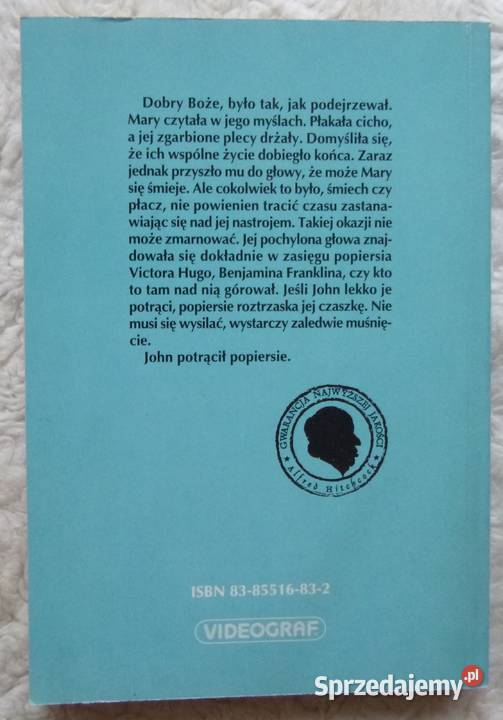 Dobry Boże, było tak, jak podejrzewał.
Mary czytała w jego myślach. Płakała cicho,
a jej zgarbione plecy drżały. Domyśliła się,
że ich wspólne życie dobiegło końca. Zaraz
jednak przyszło mu do głowy, że może Mary
się śmieje. Ale cokolwiek to było, śmiech czy
płacz, nie powinien tracić czasu zastana-
wiając się nad jej nastrojem. Takiej okazji nie
może zmarnować. Jej pochylona głowa znaj-
dowała się dokładnie w zasięgu popiersia
Victora Hugo, Benjamina Franklina, czy kto
to tam nad nią górował. Jeśli John lekko je
potrąci, popiersie roztrzaska jej czaszkę. Nie
musi się wysilać, wystarczy zaledwie muśnię-
cie.
John potrącił popiersie.
GWARANCJA NAJWYŻSZEJ JAKOŚCI
Alfred Hitchcock
ISBN 83-85516-83-2
VIDEOGRAF
Sprzedajemy.pl